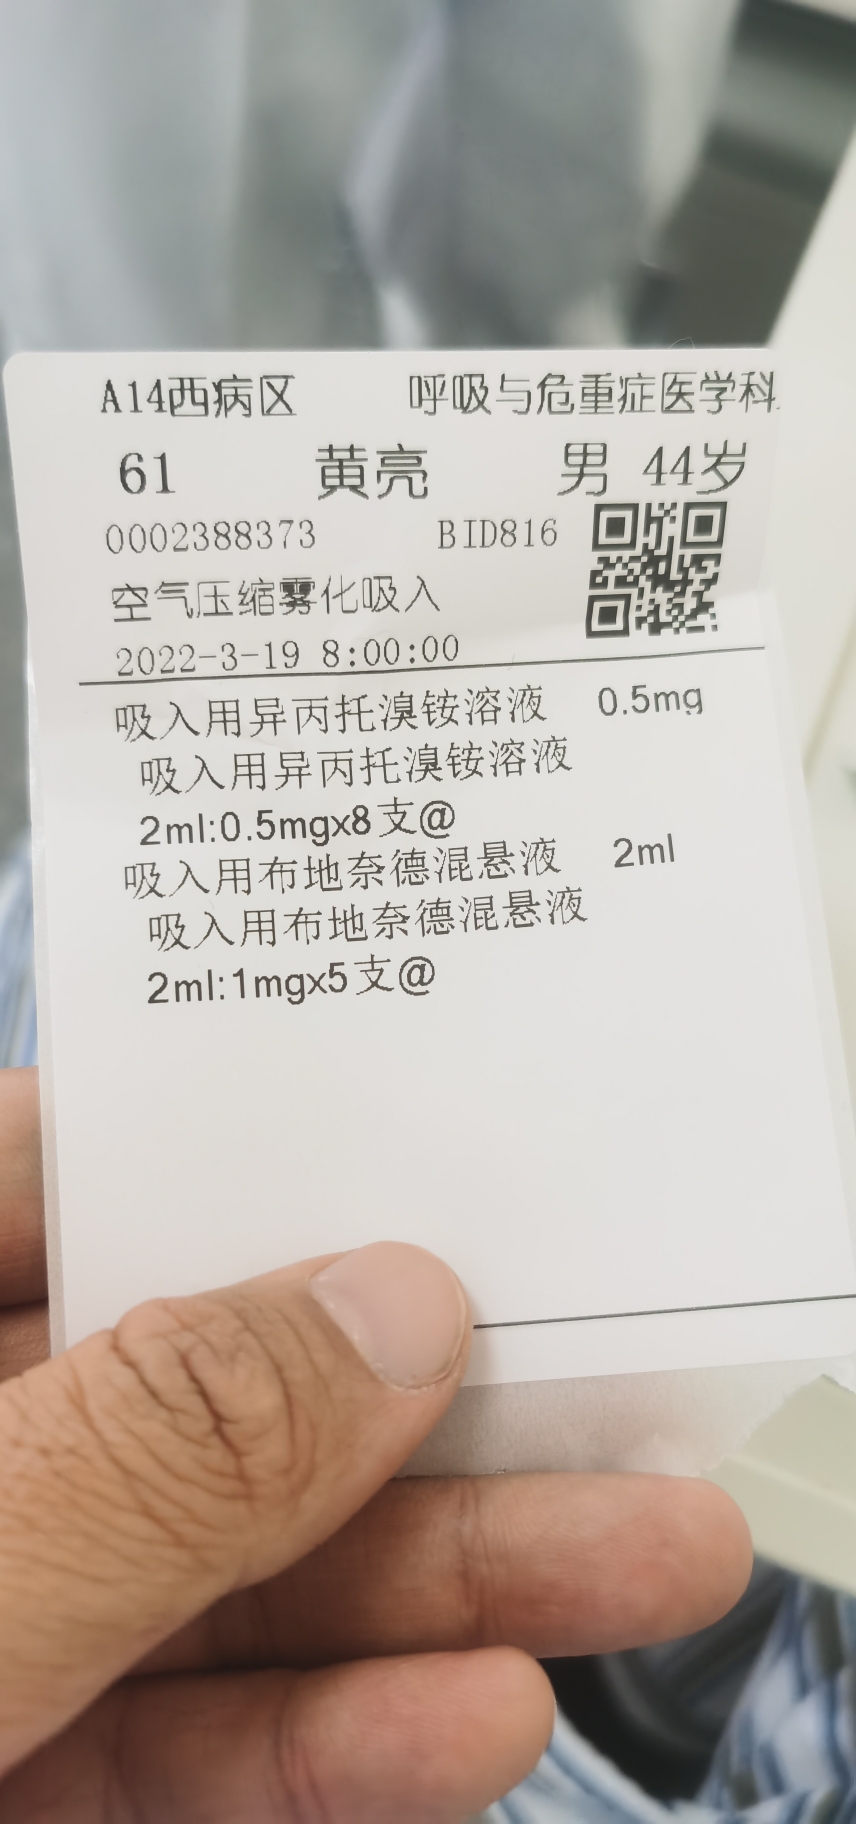 A14西病区 呼吸与危重症医学科
61 黄亮 男 44岁
0002388373 BID816
空气压缩雾化吸入
2022-3-19 8:00:00
吸入用异丙托溴铵溶液 0.5mg
吸入用异丙托溴铵溶液
2ml:0.5mgx8支@
吸入用布地奈德混悬液 2ml
吸入用布地奈德混悬液
2ml:1mgx5支@